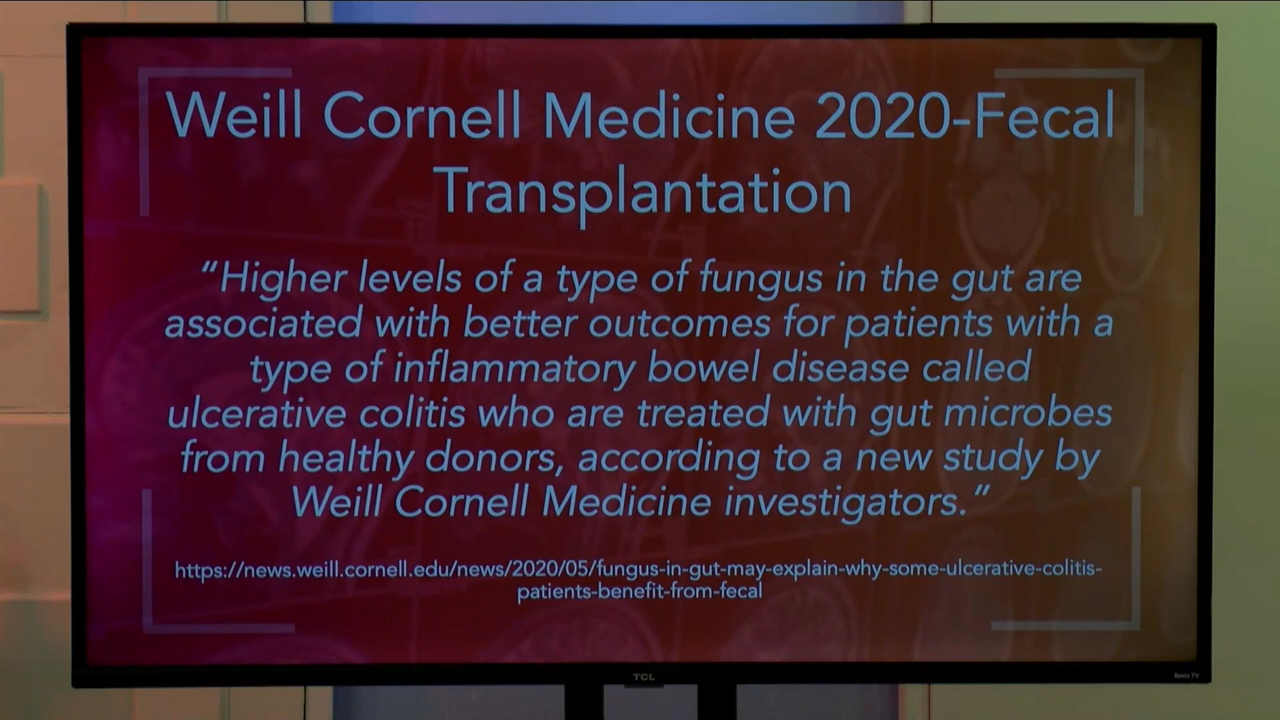 Weill Cornell Medicine 2020-Fecal
Transplantation
“Higher levels of a type of fungus in the gut are
associated with better outcomes for patients with a
type of inflammatory bowel disease called
ulcerative colitis who are treated with gut microbes
from healthy donors, according to a new study by
Weill Cornell Medicine investigators.”
https://news.weill.cornell.edu/news/2020/05/fungus-in-gut-may-explain-why-some-ulcerative-colitis-
patients-benefit-from-fecal
TCL
Roku TV